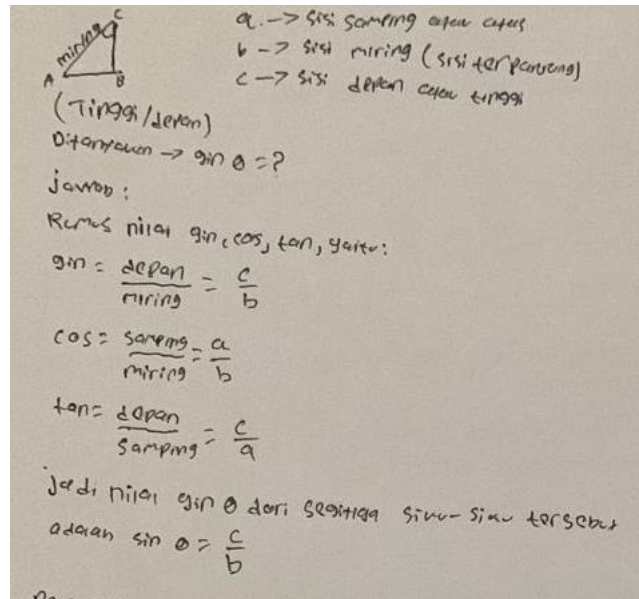 C
miring
A B
a. -> sisi samping atau
b -> sisi miring (sisi terpanjang)
c -> sisi depan atau tinggi
(Tinggi/depan)
Ditanyakan -> sin θ = ?
jawab :
Rumus nilai sin, cos, tan, yaitu:
sin = depan/miring = c/b
cos = samping/miring = a/b
tan = depan/samping = c/a
jadi nilai sin θ dari segitiga siku-siku tersebut
adalah sin θ = c/b